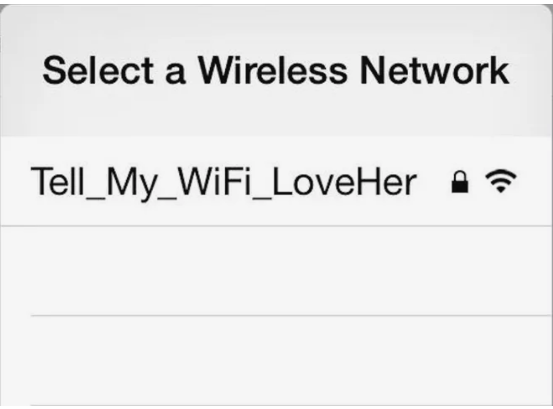 Select a Wireless Network
Tell_My_WiFi_LoveHer